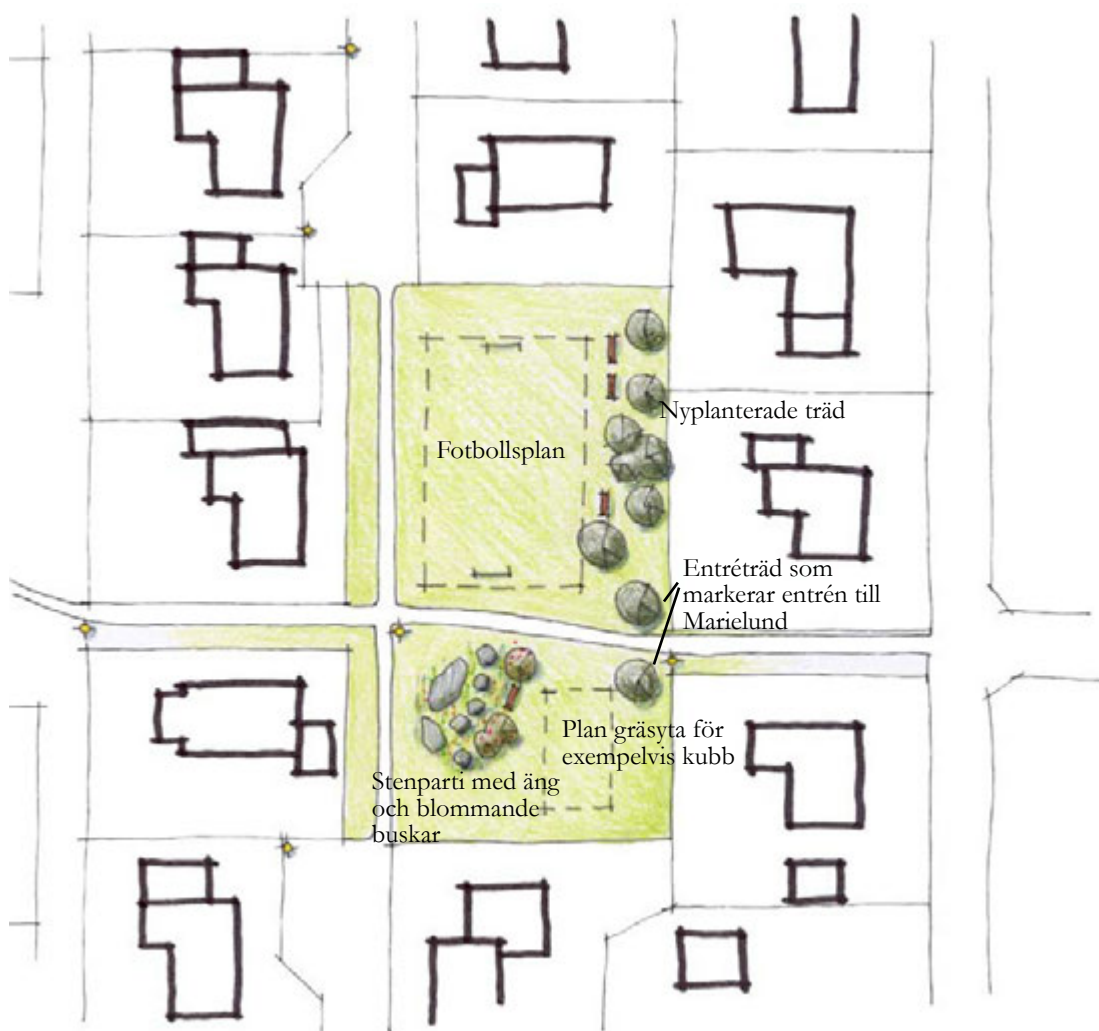 Nyplanterade träd
Fotbollsplan
Entréträd som
markerar entrén till
Marielund
Plan gräsyta för
exempelvis kubb
Stenparti med äng
och blommande
buskar